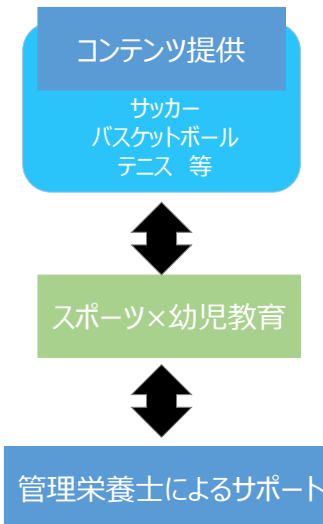 コンテンツ提供
サッカー
バスケットボール
テニス 等
スポーツ×幼児教育
管理栄養士によるサポート